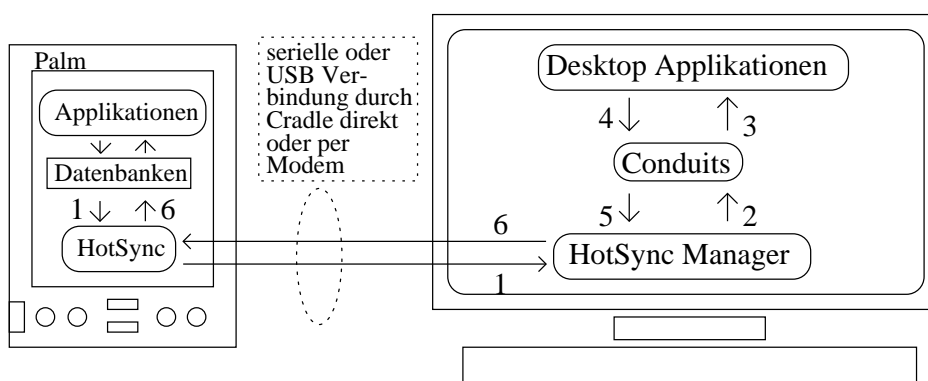 Palm
Applikationen
Datenbanken
1
6
HotSync
serielle oder
USB Ver-
bindung durch
Cradle direkt
oder per
Modem
6
1
Desktop Applikationen
4
3
Conduits
5
2
HotSync Manager